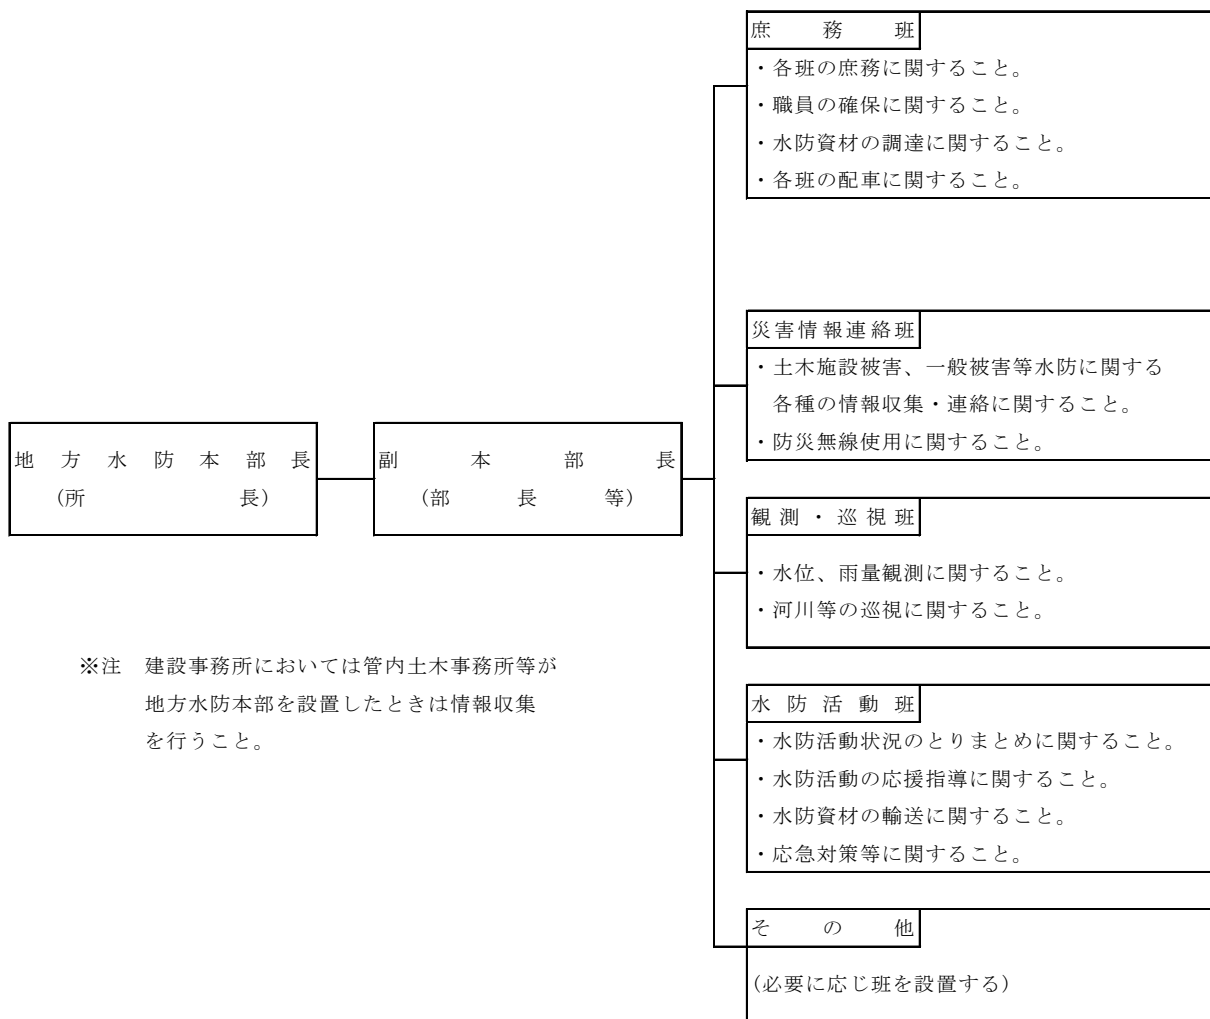 庶務班
・各班の庶務に関すること。
・職員の確保に関すること。
・水防資材の調達に関すること。
・各班の配車に関すること。
災害情報連絡班
・土木施設被害、一般被害等水防に関する
各種の情報収集・連絡に関すること。
・防災無線使用に関すること。
地方水防本部長
(所長)
副本部長
(部長等)
観測・巡視班
・水位、雨量観測に関すること。
・河川等の巡視に関すること。
※注　建設事務所においては管内土木事務所等が
地方水防本部を設置したときは情報収集
を行うこと。
水防活動班
・水防活動状況のとりまとめに関すること。
・水防活動の応援指導に関すること。
・水防資材の輸送に関すること。
・応急対策等に関すること。
その他
(必要に応じ班を設置する)